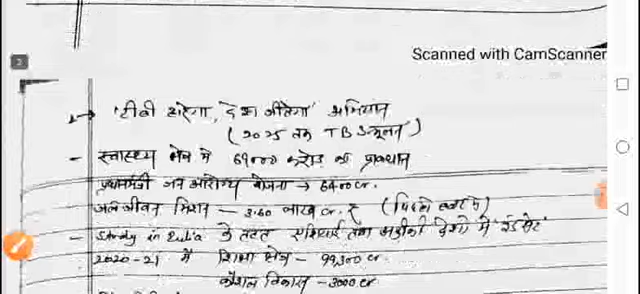 Scanned with CamScanner
'टीबी हारेगा, देश जीतेगा' अभियान
(2025 तक TB उन्मूलन)
- स्वास्थ्य क्षेत्र में 69000 करोड़ का प्रावधान
प्रधानमंत्री जन आरोग्य योजना → 6400 cr.
जल जीवन मिशन - 3.60 लाख cr. ₹ (पिछले बजट में)
- Study in India के तहत एशियाई तथा अफ्रीकी देशों में 'इंडसैट'
2020-21 में शिक्षा क्षेत्र - 99,300 cr
कौशल विकास - 3000 cr